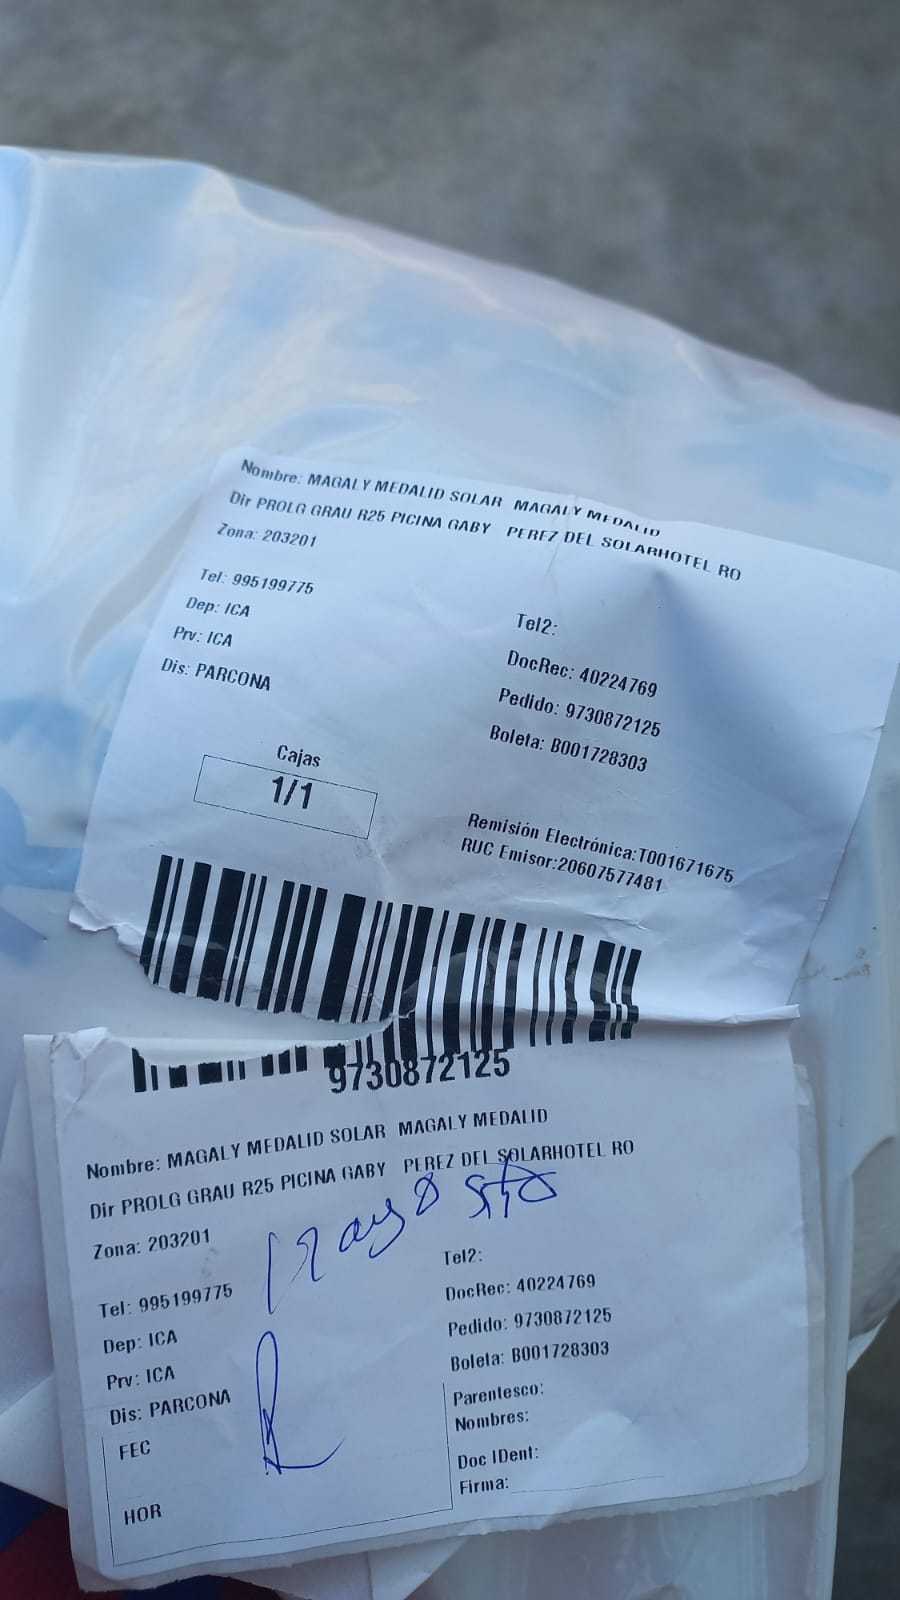 Nombre: MAGALY MEDALID SOLAR MAGALY MEDALID
Dir PROLG GRAU R25 PICINA GABY PEREZ DEL SOLARHOTEL RO
Zona: 203201
Tel: 995199775
Tel2:
Dep: ICA
DocRec: 40224769
Prv: ICA
Pedido: 9730872125
Dis: PARCONA
Boleta: B001728303
Cajas
1/1
Remisión Electrónica:T001671675
RUC Emisor:20607577481
9730872125
Nombre: MAGALY MEDALID SOLAR MAGALY MEDALID
Dir PROLG GRAU R25 PICINA GABY PEREZ DEL SOLARHOTEL RO
Zona: 203201
Tel: 995199775
Tel2:
Dep: ICA
DocRec: 40224769
Prv: ICA
Pedido: 9730872125
Dis: PARCONA
Boleta: B001728303
FEC
Parentesco:
Nombres:
HOR
Doc IDent:
Firma: